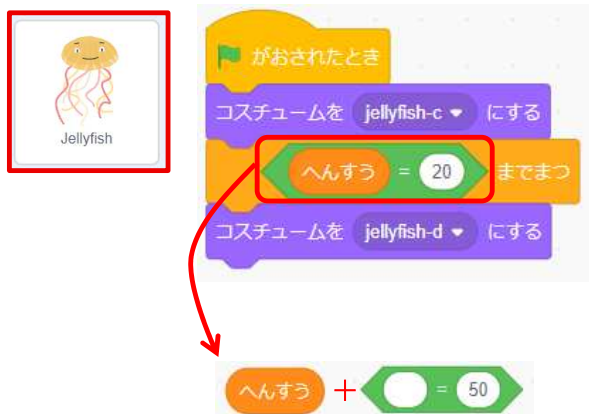 Jellyfish
がおされたとき
コスチュームを jellyfish-c にする
へんすう = 20 までまつ
コスチュームを jellyfish-d にする
へんすう + = 50